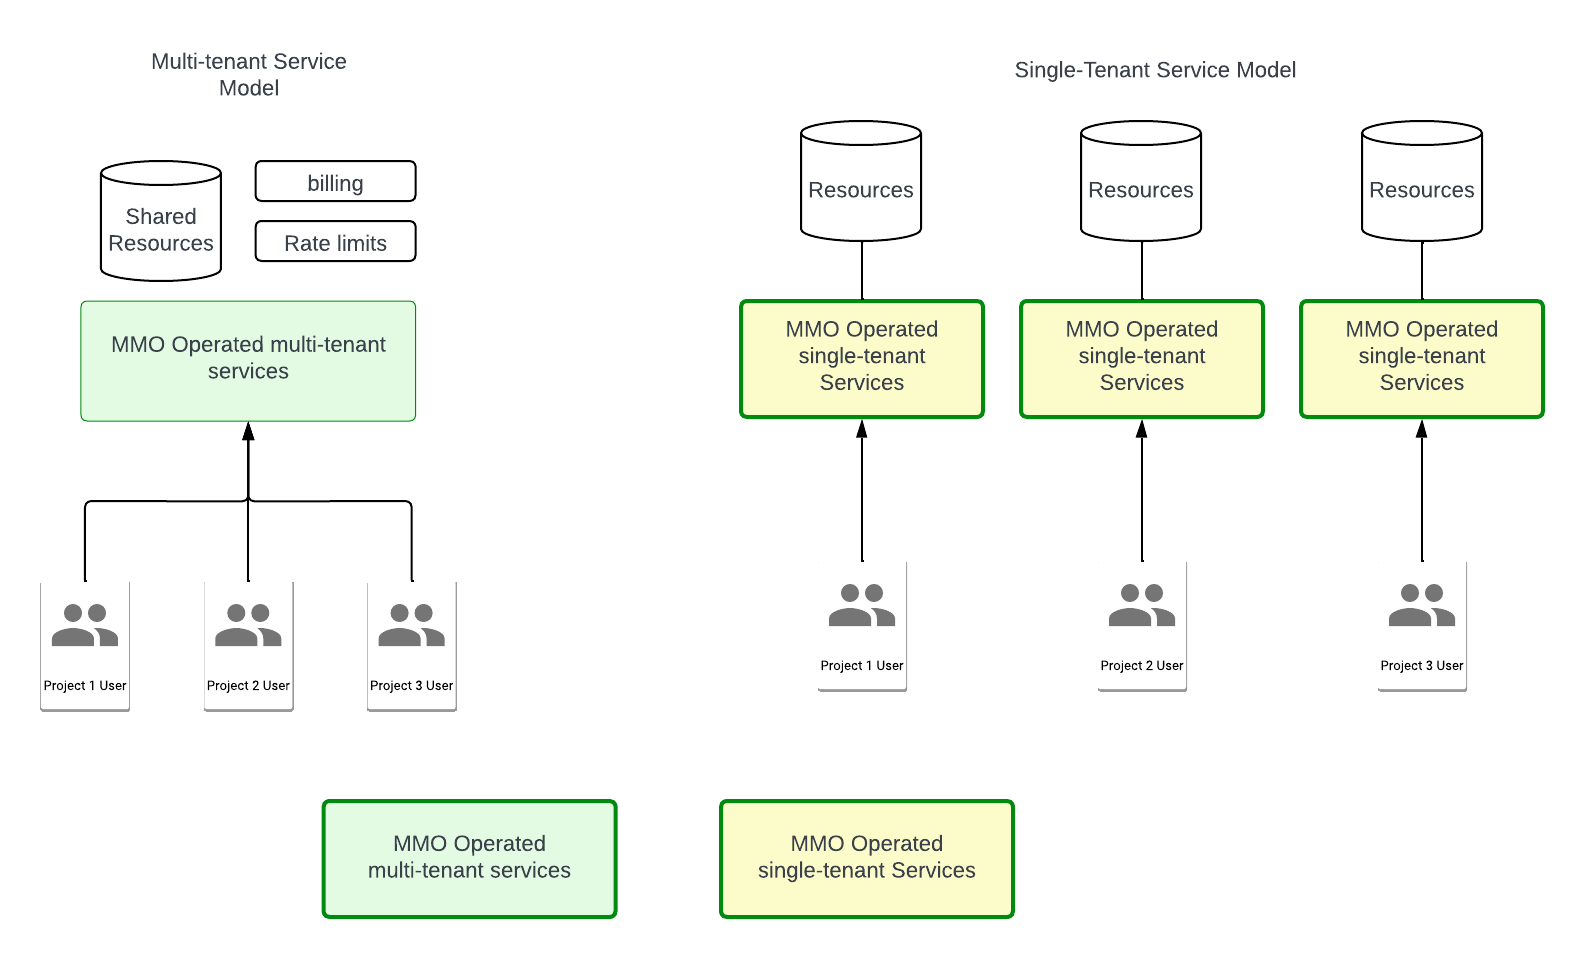 Multi-tenant Service
Model
Shared
Resources
billing
Rate limits
MMO Operated multi-tenant
services
Project 1 User
Project 2 User
Project 3 User
Single-Tenant Service Model
Resources
Resources
Resources
MMO Operated
single-tenant
Services
MMO Operated
single-tenant
Services
MMO Operated
single-tenant
Services
Project 1 User
Project 2 User
Project 3 User
MMO Operated
multi-tenant services
MMO Operated
single-tenant Services